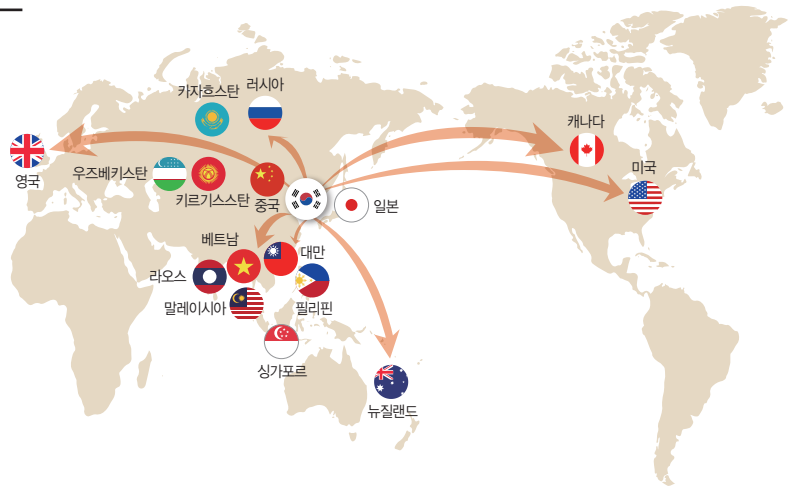 카자흐스탄
러시아
캐나다
영국
우즈베키스탄
미국
키르기스스탄
중국
일본
베트남
대만
라오스
말레이시아
필리핀
싱가포르
뉴질랜드